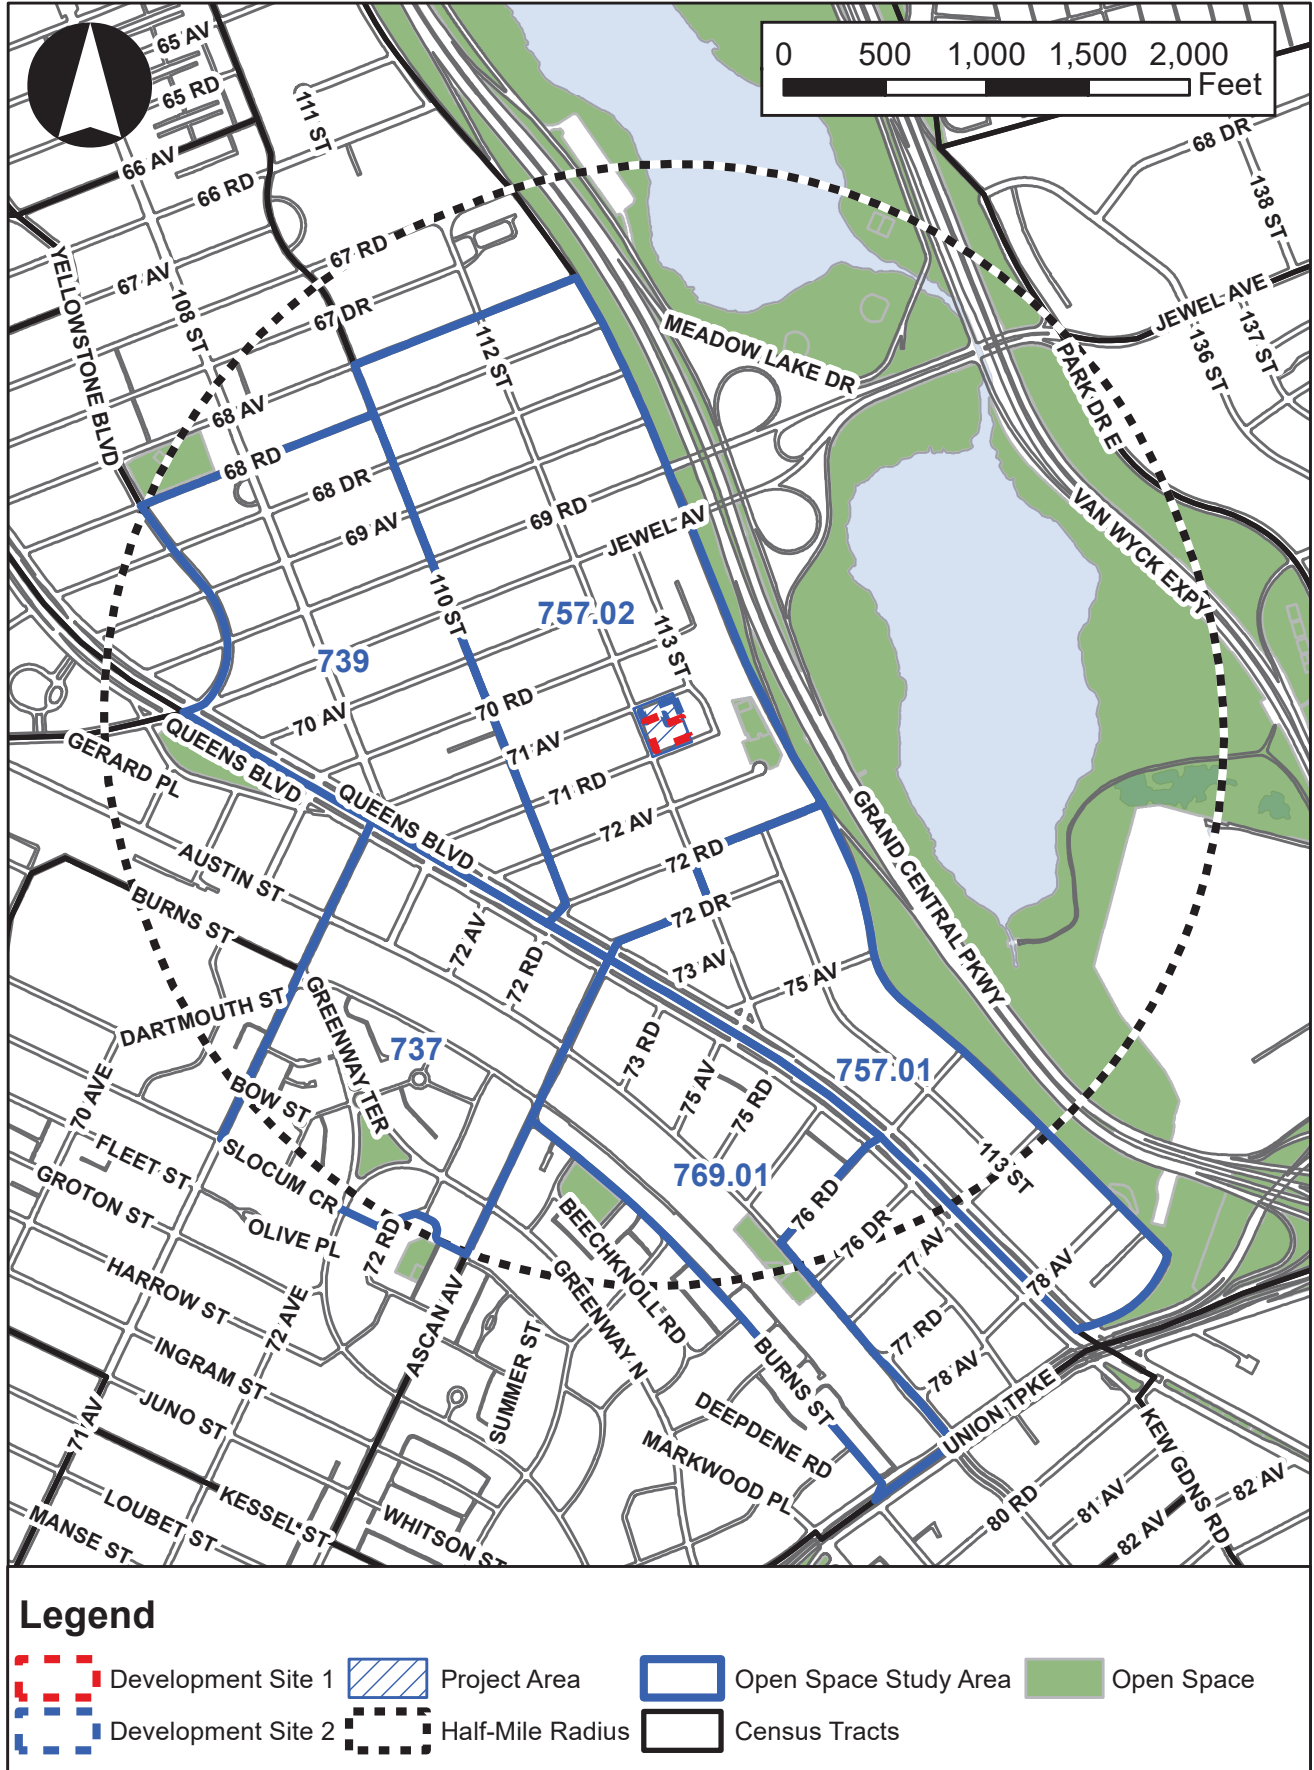 0 500 1,000 1,500 2,000
Feet
65 AV
65 RD
111 ST
66 AV
66 RD
68 DR
138 ST
67 RD
67 AV
YELLOWSTONE BLVD
108 ST
67 DR
JEWEL AVE
MEADOW LAKE DR
112 ST
136 ST
137 ST
PARK DR E
68 AV
68 RD
68 DR
69 AV
69 RD
JEWEL AV
VAN WYCK EXPY
110 ST
757.02
113 ST
739
70 RD
70 AV
71 AV
QUEENS BLVD
GERARD PL
71 RD
QUEENS BLVD
72 AV
GRAND CENTRAL PKWY
72 RD
AUSTIN ST
BURNS ST
72 DR
72 AV
72 RD
73 AV
75 AV
GREENWAY TER
DARTMOUTH ST
737
73 RD
75 AV
75 RD
757.01
70 AVE
BOW ST
FLEET ST
SLOCUM CR
769.01
113 ST
GROTON ST
OLIVE PL
72 RD
BEECHKNOLL RD
76 RD
76 DR
77 AV
78 AV
HARROW ST
72 AVE
ASCAN AV
GREENWAY N
INGRAM ST
SUMMER ST
77 RD
78 AV
BURNS ST
JUNO ST
71 AV
DEEPDENE RD
UNION TPKE
MARKWOOD PL
KEW GDNS RD
LOUBET ST
KESSEL ST
WHITSON ST
MANSE ST
80 RD
81 AV
82 AV
82 AV
Legend
Development Site 1
Project Area
Open Space Study Area
Open Space
Development Site 2
Half-Mile Radius
Census Tracts